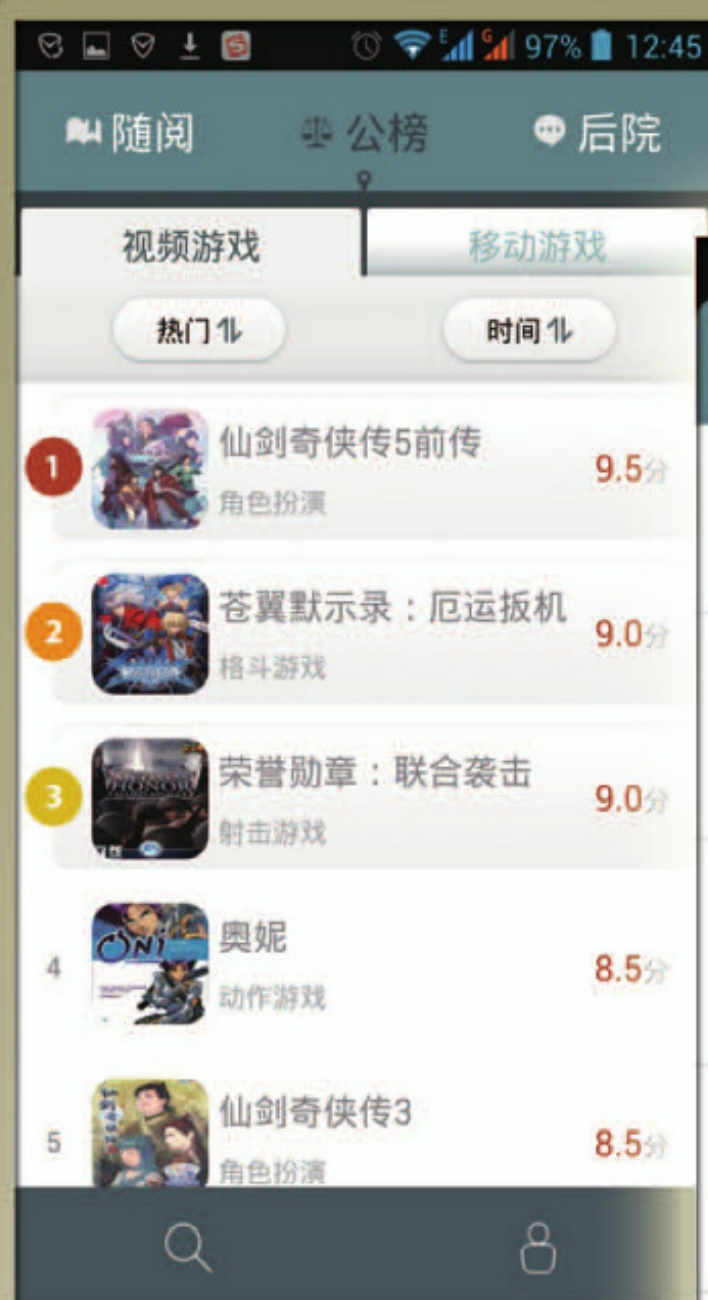 E G 97% 12:45
随阅 公榜 后院
视频游戏 移动游戏
热门 时间
1 仙剑奇侠传5前传 9.5分
角色扮演
2 苍翼默示录：厄运扳机 9.0分
格斗游戏
3 荣誉勋章：联合袭击 9.0分
射击游戏
ONI
4 奥妮 8.5分
动作游戏
5 仙剑奇侠传3 8.5分
角色扮演